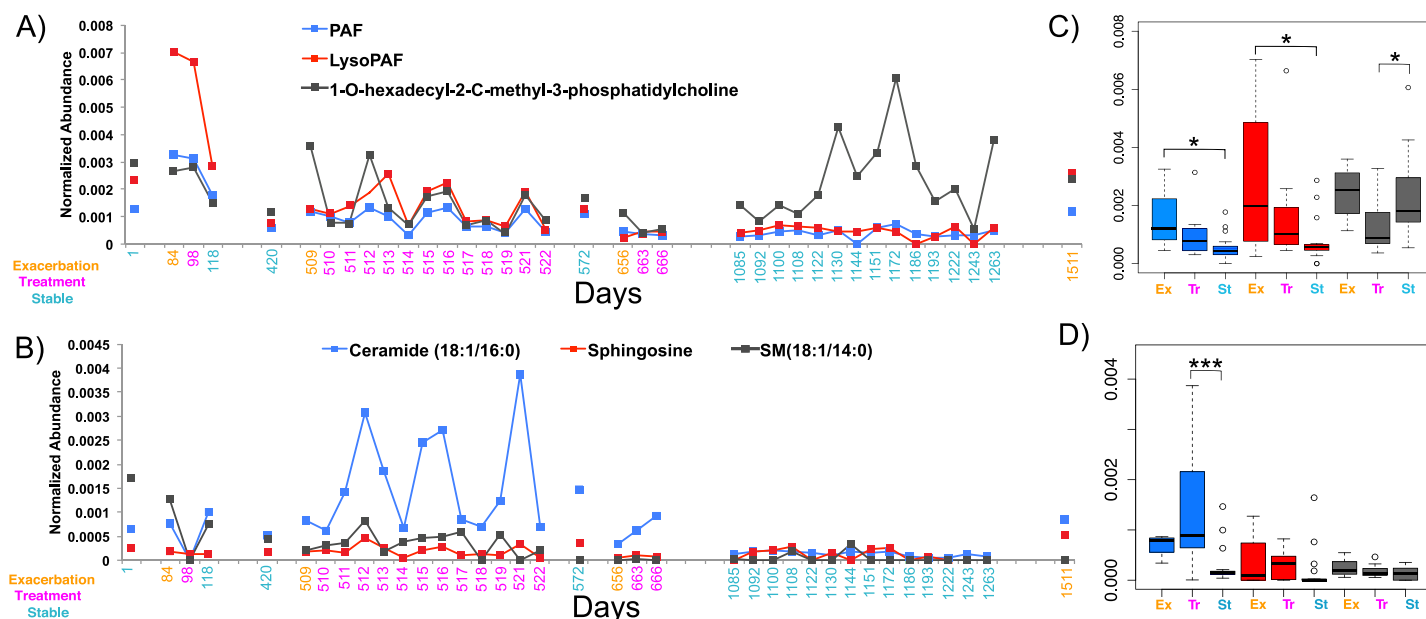 A)
PAF
LysoPAF
1-O-hexadecyl-2-C-methyl-3-phosphatidylcholine
Normalized Abundance
0.008
0.007
0.006
0.005
0.004
0.003
0.002
0.001
0
Exacerbation
Treatment
Stable
1 84 98 118 420 509 510 511 512 513 514 515 516 517 518 519 521 522 572 656 663 666 1085 1092 1100 1108 1122 1130 1144 1151 1172 1186 1193 1222 1243 1263 1511
Days
B)
Ceramide (18:1/16:0) Sphingosine SM(18:1/14:0)
Normalized Abundance
0.0045
0.004
0.0035
0.003
0.0025
0.002
0.0015
0.001
0.0005
0
Exacerbation
Treatment
Stable
1 84 98 118 420 509 510 511 512 513 514 515 516 517 518 519 521 522 572 656 663 666 1085 1092 1100 1108 1122 1130 1144 1151 1172 1186 1193 1222 1243 1263 1511
Days
C)
0.008
0.006
0.004
0.002
0.000
* * *
Ex Tr St Ex Tr St Ex Tr St
D)
0.004
0.002
0.000
***
Ex Tr St Ex Tr St Ex Tr St